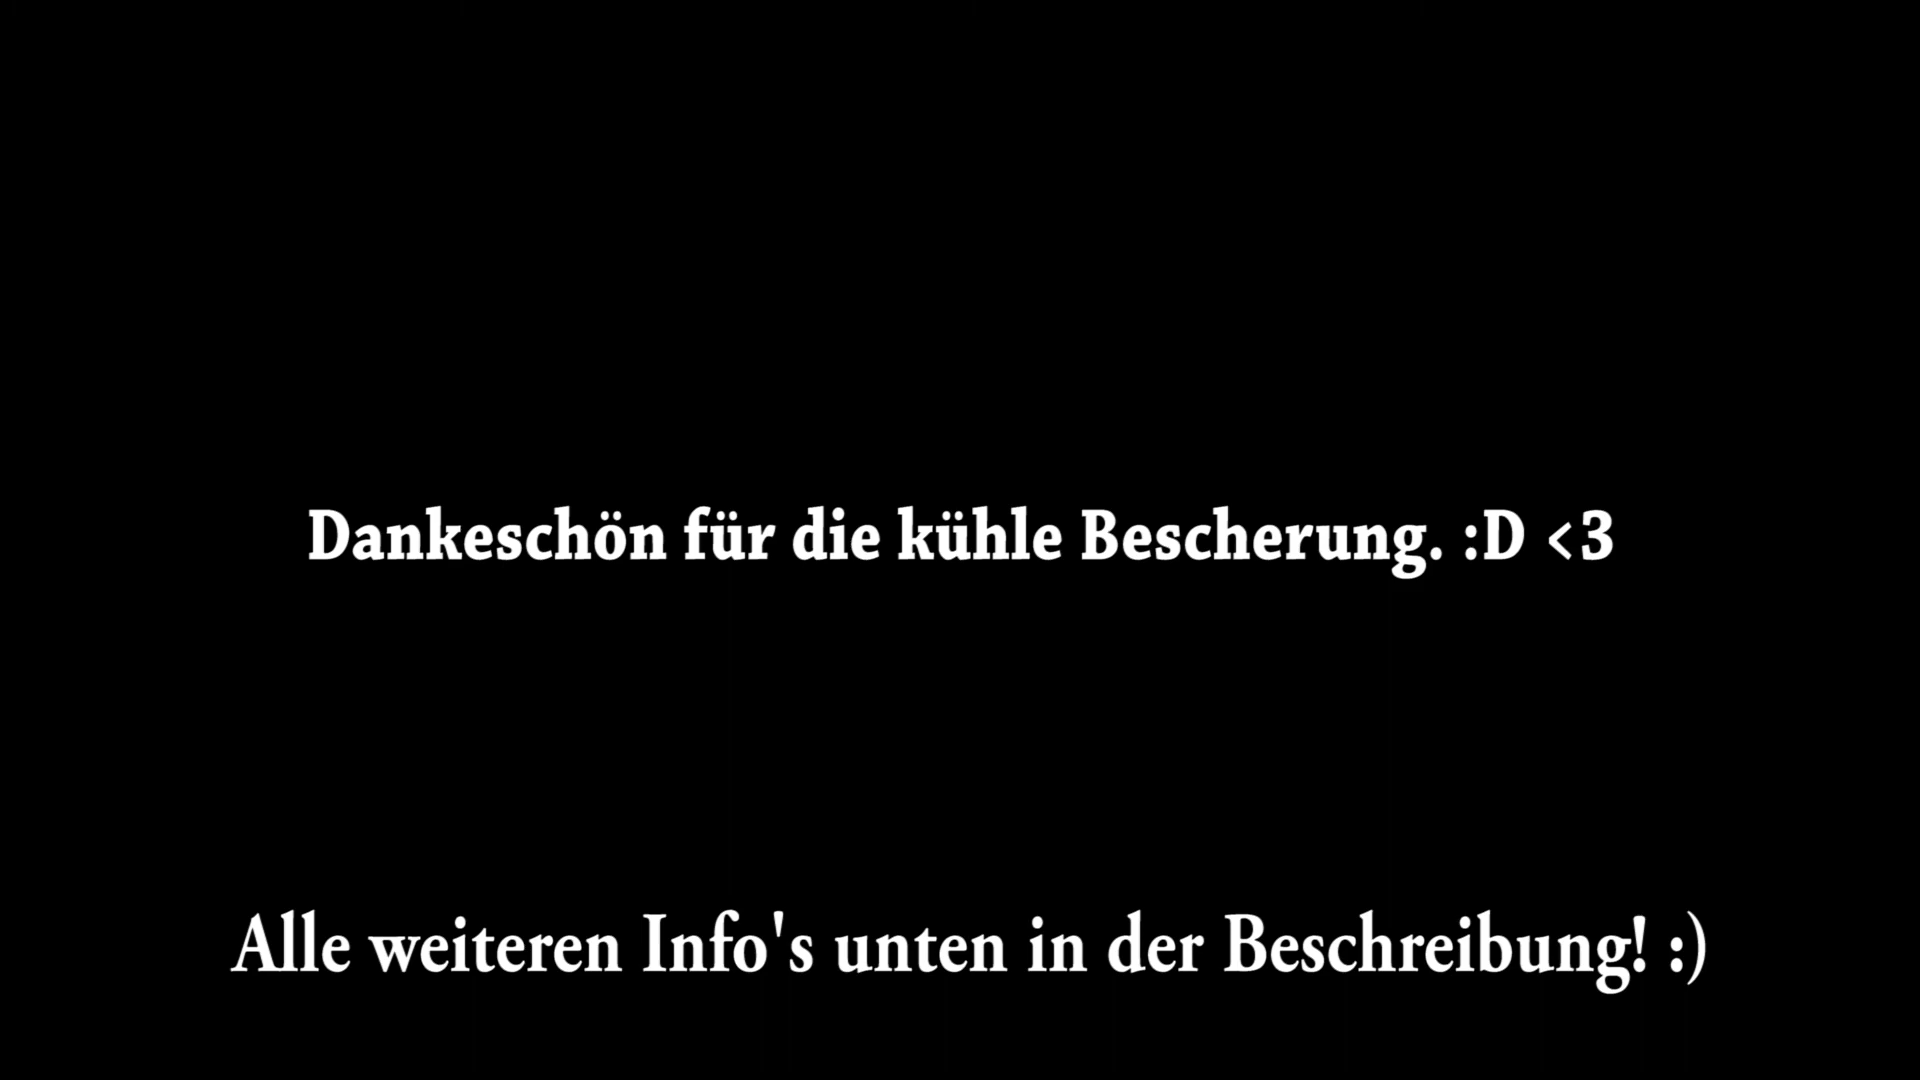 Dankeschön für die kühle Bescherung. :D <3
Alle weiteren Info's unten in der Beschreibung! :)